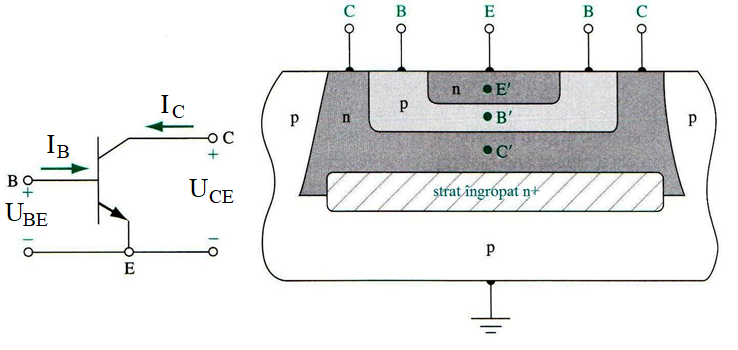 C B E B C
I_C
I_B
C
+
B
+
U_BE
U_CE
–
–
E
p
n
p
n
E′
B′
C′
p
strat îngropat n+
p